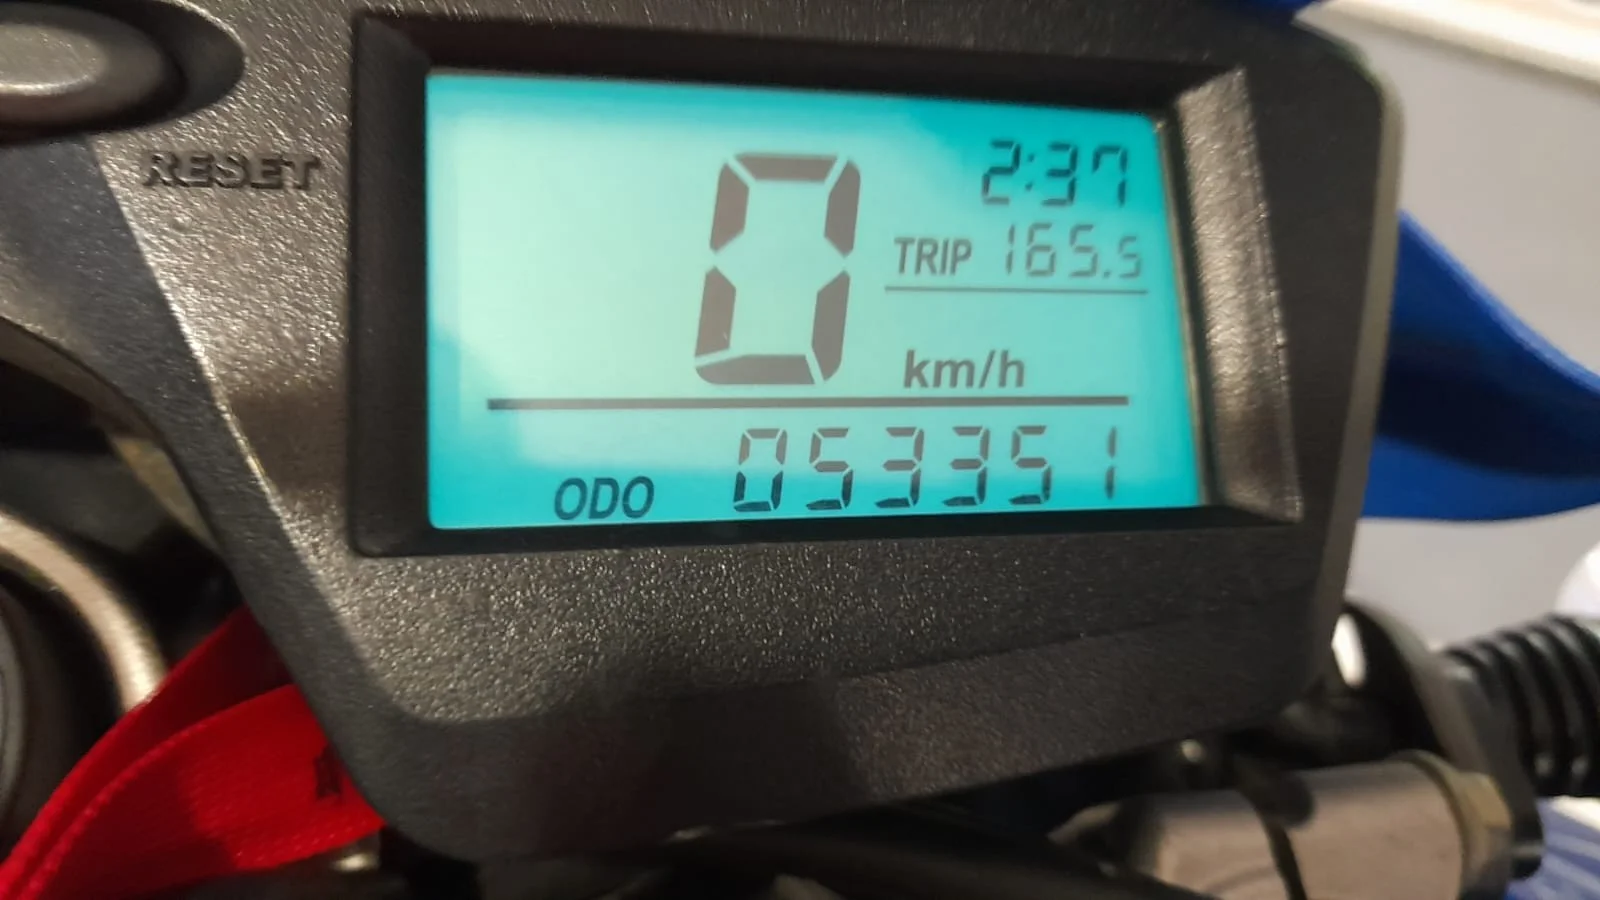 RESET
0
2:37
TRIP 165.5
km/h
ODO 053351